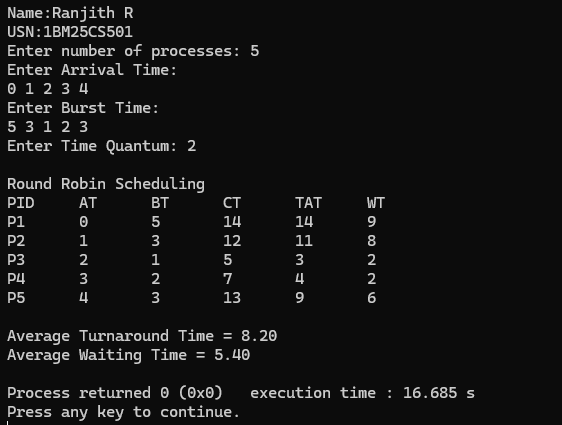 Name:Ranjith R
USN:1BM25CS501
Enter number of processes: 5
Enter Arrival Time:
0 1 2 3 4
Enter Burst Time:
5 3 1 2 3
Enter Time Quantum: 2
Round Robin Scheduling
PID AT BT CT TAT WT
P1 0 5 14 14 9
P2 1 3 12 11 8
P3 2 1 5 3 2
P4 3 2 7 4 2
P5 4 3 13 9 6
Average Turnaround Time = 8.20
Average Waiting Time = 5.40
Process returned 0 (0x0) execution time : 16.685 s
Press any key to continue.